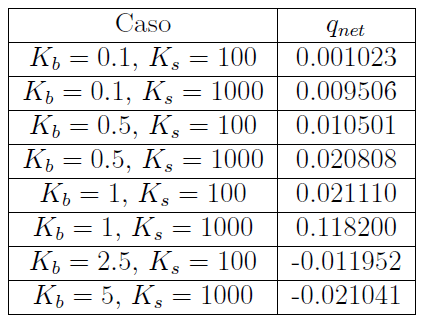 Caso q_net
K_b = 0.1, K_s = 100 0.001023
K_b = 0.1, K_s = 1000 0.009506
K_b = 0.5, K_s = 100 0.010501
K_b = 0.5, K_s = 1000 0.020808
K_b = 1, K_s = 100 0.021110
K_b = 1, K_s = 1000 0.118200
K_b = 2.5, K_s = 100 -0.011952
K_b = 5, K_s = 1000 -0.021041